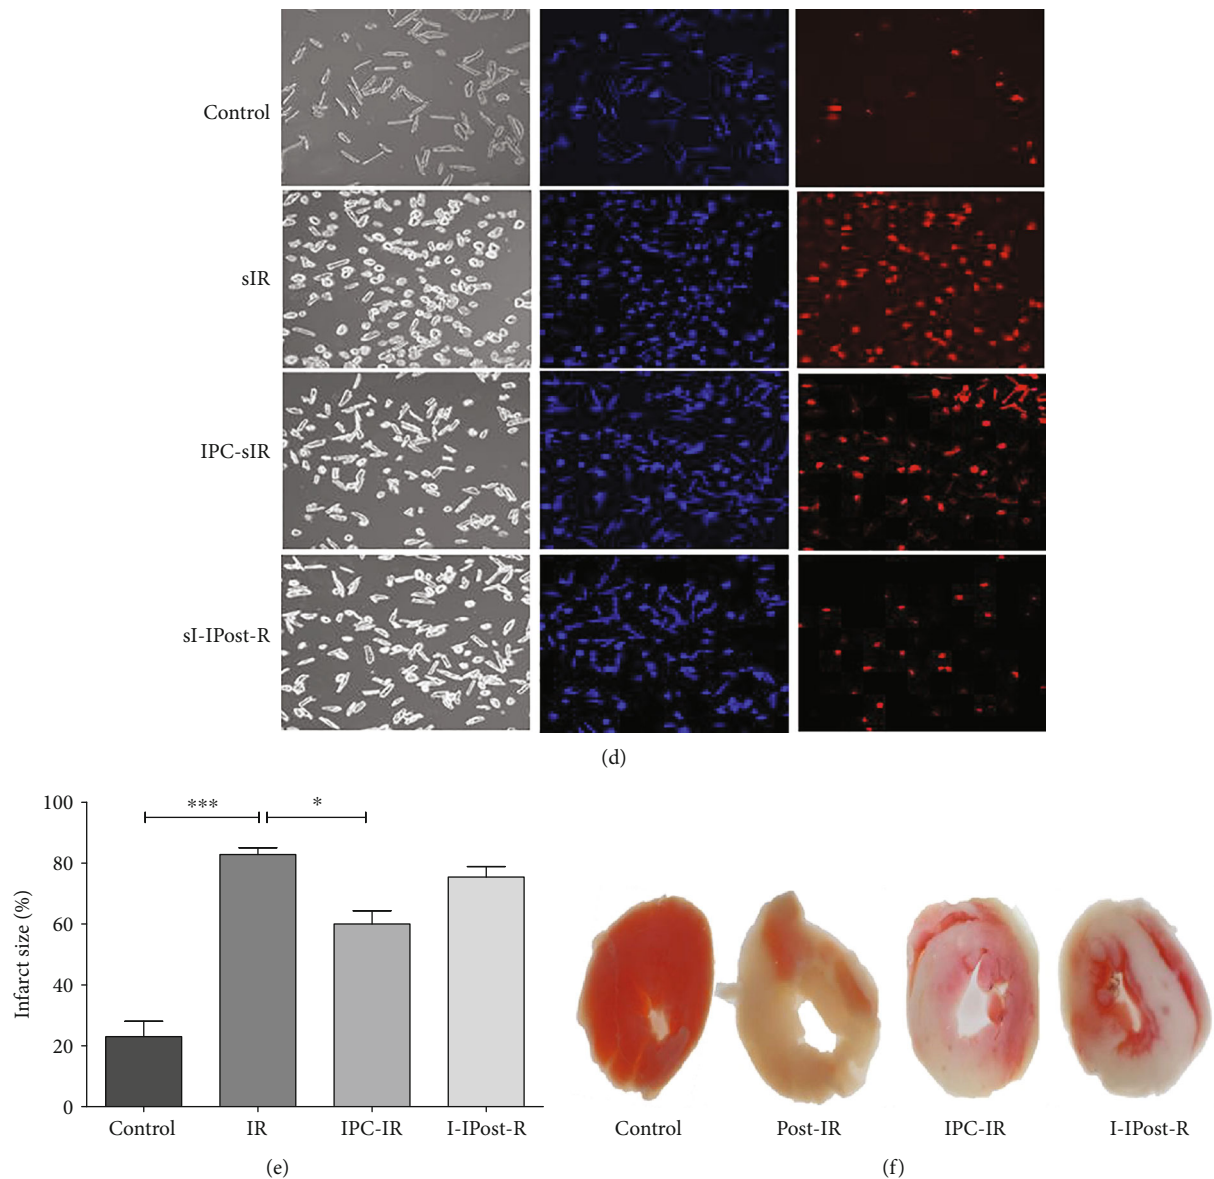 Control
sIR
IPC-sIR
sI-IPost-R
(d)
100
80
60
40
20
0
Infarct size (%)
***
*
Control
IR
IPC-IR
I-IPost-R
(e)
Control
Post-IR
IPC-IR
I-IPost-R
(f)